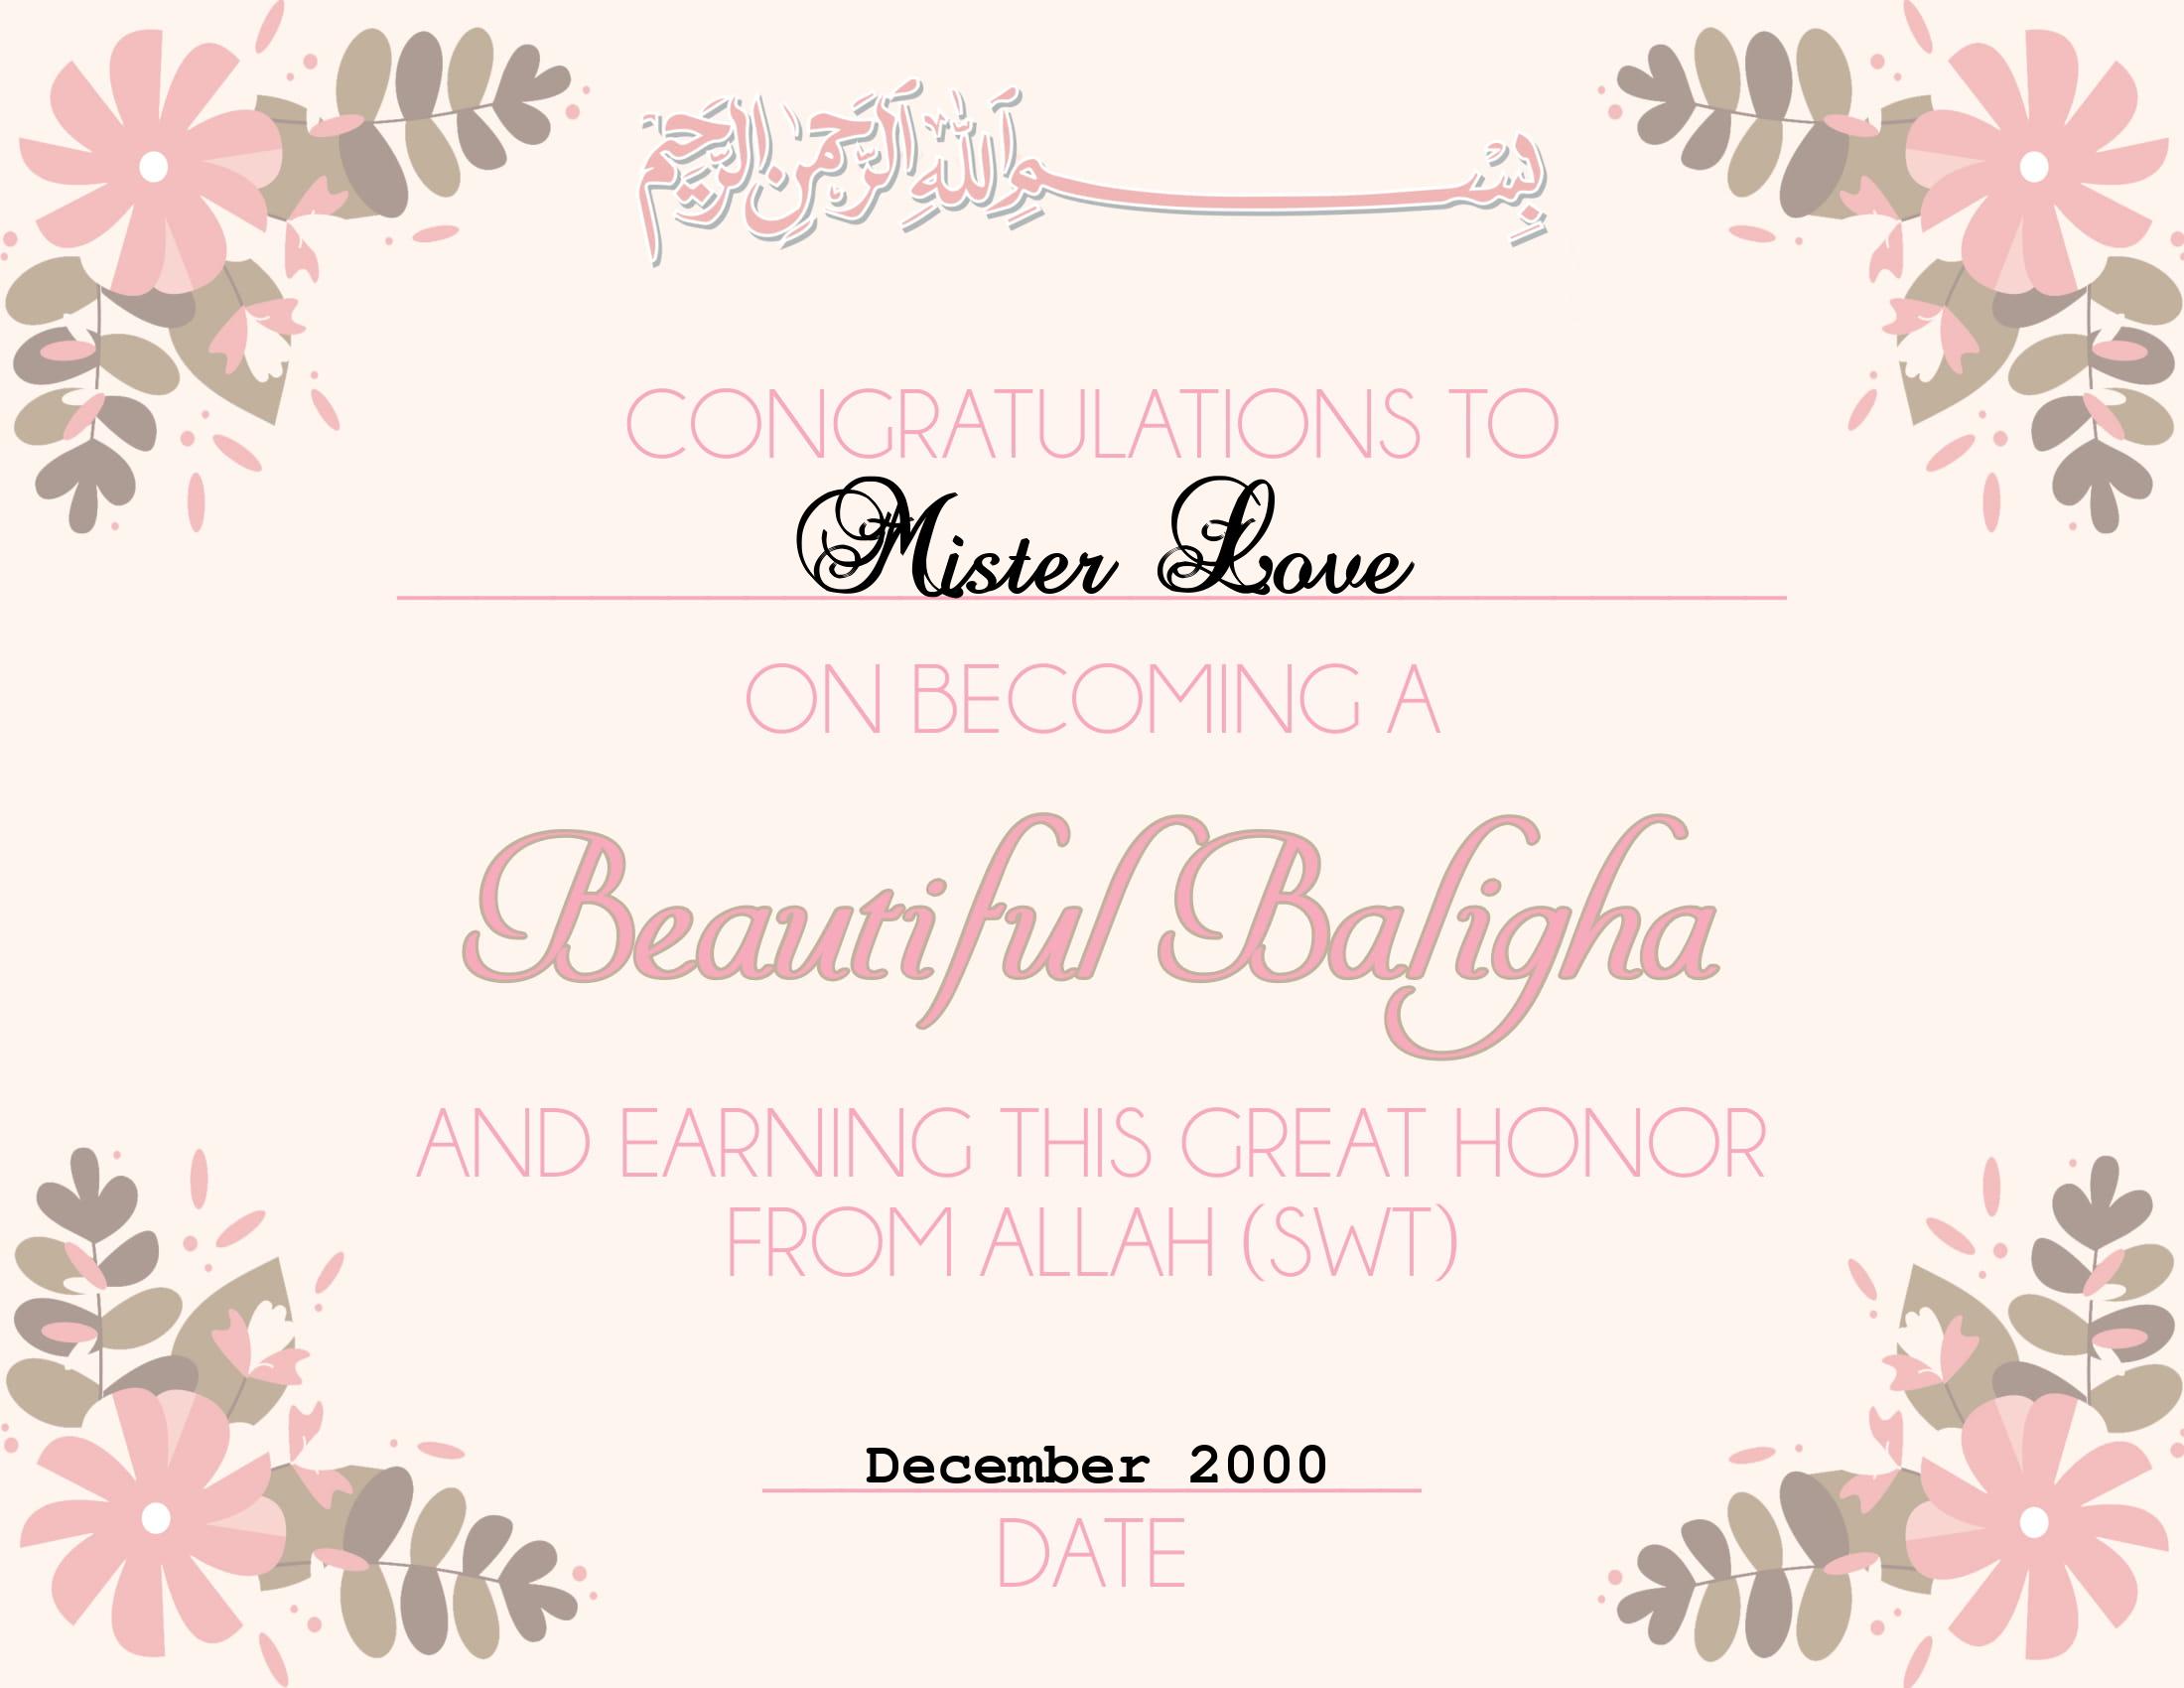 بسم الله الرحمن الرحيم
CONGRATULATIONS TO
Mister Love
ON BECOMING A
Beautiful Baligha
AND EARNING THIS GREAT HONOR
FROM ALLAH (SWT)
December 2000
DATE